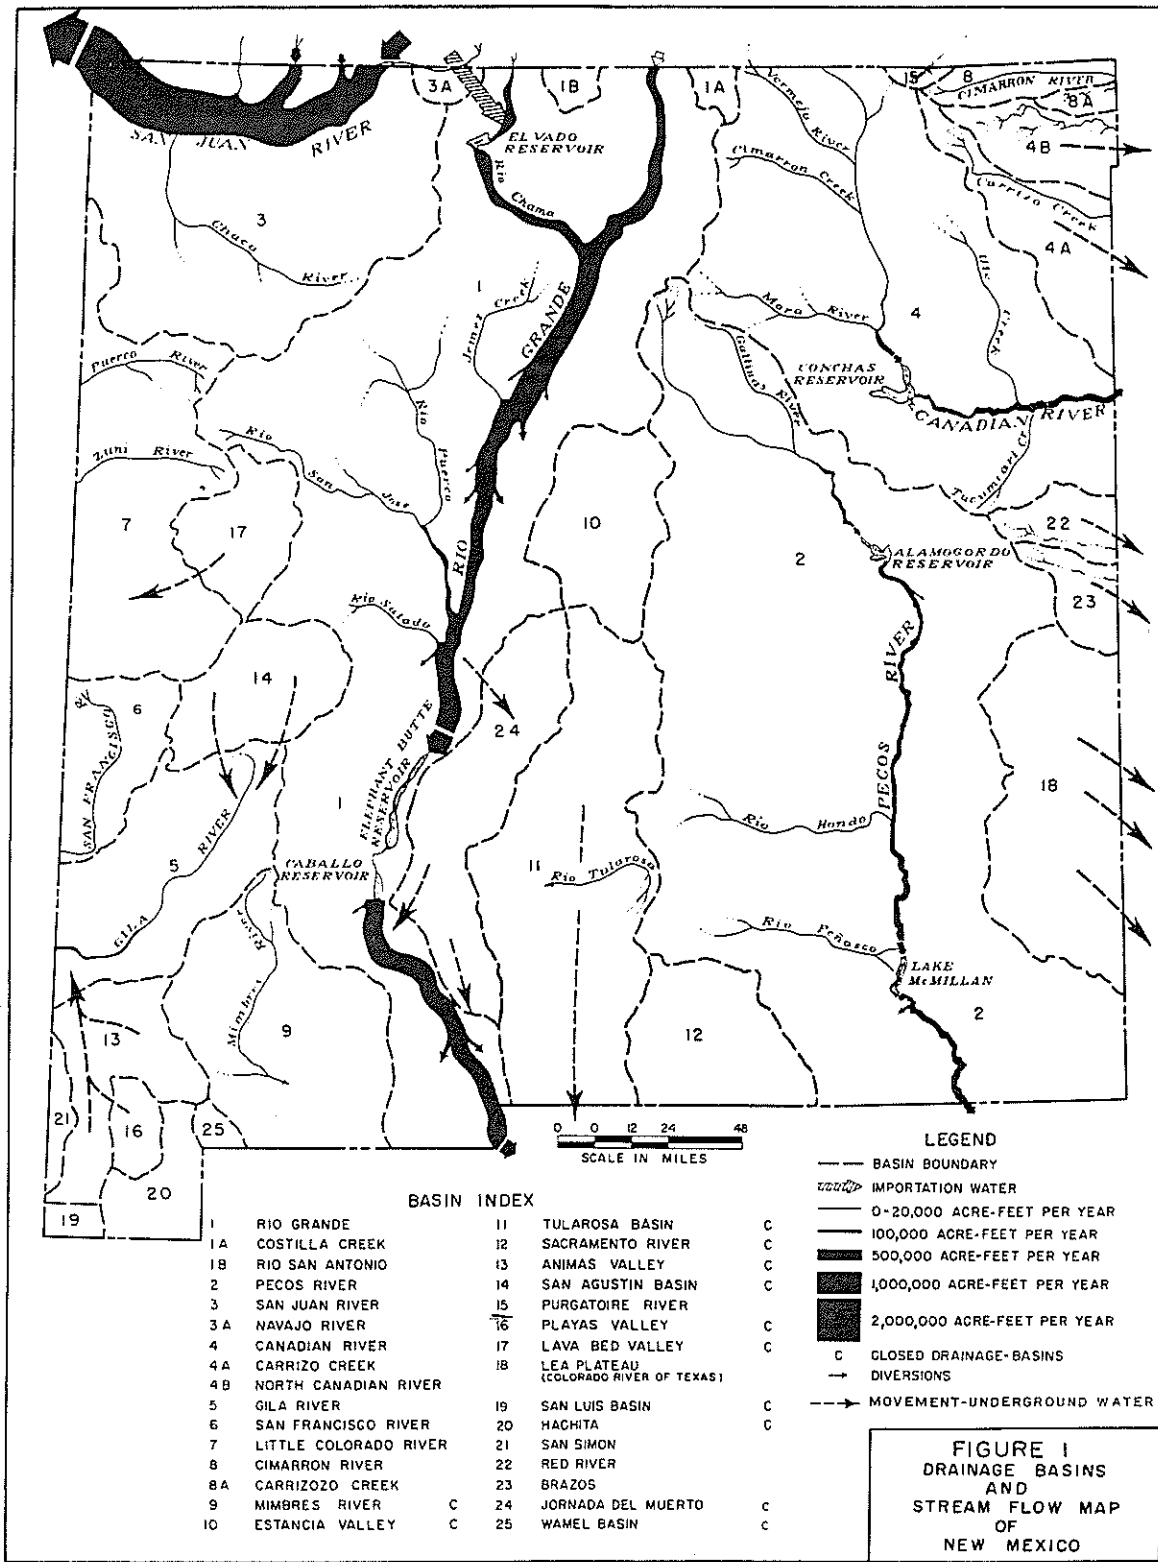 3A
1B
1A
15
8
CIMARRON RIVER
8A
SAN JUAN RIVER
EL VADO
RESERVOIR
Vermejo River
4B
Cimarron Creek
Carrizo Creek
Rio Chama
3
4A
Chaco River
1
Jemez Creek
Ute Creek
Mora River
4
RIO GRANDE
Gallinas River
Puerco River
CONCHAS
RESERVOIR
CANADIAN RIVER
Rio Puerco
Zuni River
Rio San Jose
Tucumcari Cr.
7
17
10
2
22
ALAMOGORDO
RESERVOIR
Rio Salado
23
14
6
PECOS RIVER
SAN FRANCISCO
24
ELEPHANT BUTTE
RESERVOIR
18
1
Rio Hondo
5
GILA RIVER
CABALLO
RESERVOIR
11
Rio Tularosa
Mimbres River
Rio Peñasco
LAKE
McMILLAN
2
13
9
12
21
16
25
20
19
0 0 12 24 48
SCALE IN MILES
LEGEND
BASIN BOUNDARY
IMPORTATION WATER
0-20,000 ACRE-FEET PER YEAR
100,000 ACRE-FEET PER YEAR
500,000 ACRE-FEET PER YEAR
1,000,000 ACRE-FEET PER YEAR
2,000,000 ACRE-FEET PER YEAR
C CLOSED DRAINAGE-BASINS
DIVERSIONS
MOVEMENT-UNDERGROUND WATER
BASIN INDEX
1 RIO GRANDE
1A COSTILLA CREEK
1B RIO SAN ANTONIO
2 PECOS RIVER
3 SAN JUAN RIVER
3A NAVAJO RIVER
4 CANADIAN RIVER
4A CARRIZO CREEK
4B NORTH CANADIAN RIVER
5 GILA RIVER
6 SAN FRANCISCO RIVER
7 LITTLE COLORADO RIVER
8 CIMARRON RIVER
8A CARRIZOZO CREEK
9 MIMBRES RIVER C
10 ESTANCIA VALLEY C
11 TULAROSA BASIN C
12 SACRAMENTO RIVER C
13 ANIMAS VALLEY C
14 SAN AGUSTIN BASIN C
15 PURGATOIRE RIVER
16 PLAYAS VALLEY C
17 LAVA BED VALLEY C
18 LEA PLATEAU
(COLORADO RIVER OF TEXAS)
19 SAN LUIS BASIN C
20 HACHITA C
21 SAN SIMON
22 RED RIVER
23 BRAZOS
24 JORNADA DEL MUERTO C
25 WAMEL BASIN C
FIGURE 1
DRAINAGE BASINS
AND
STREAM FLOW MAP
OF
NEW MEXICO